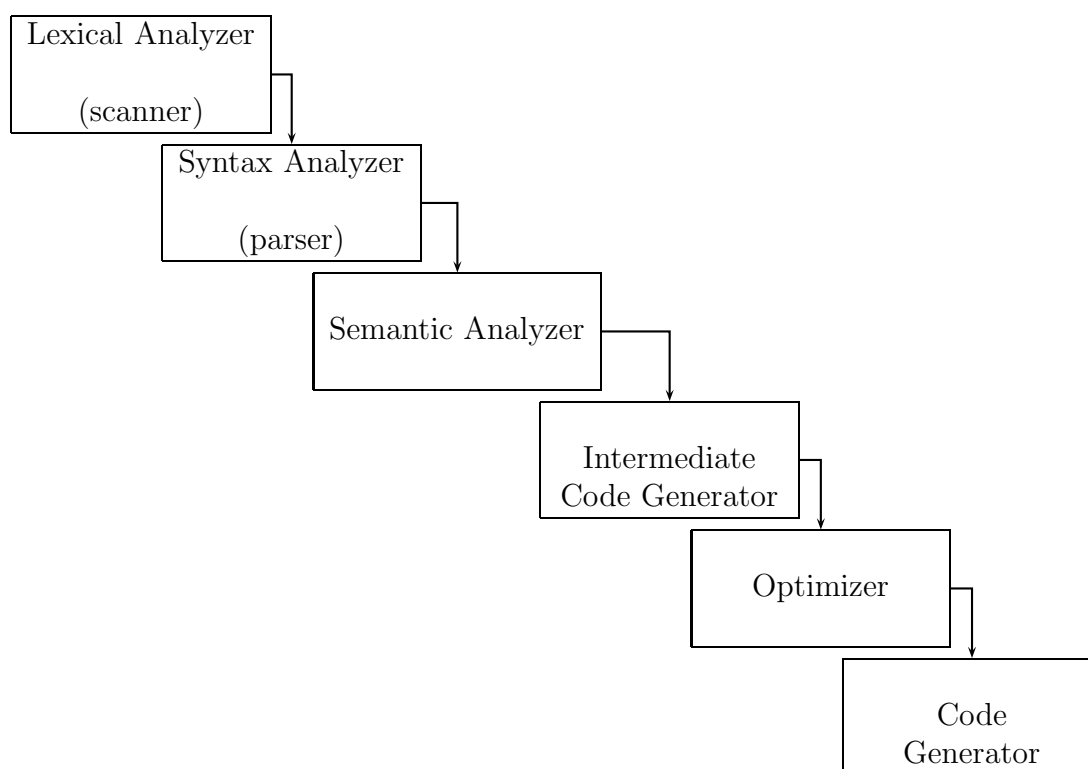 Lexical Analyzer
(scanner)
Syntax Analyzer
(parser)
Semantic Analyzer
Intermediate
Code Generator
Optimizer
Code
Generator